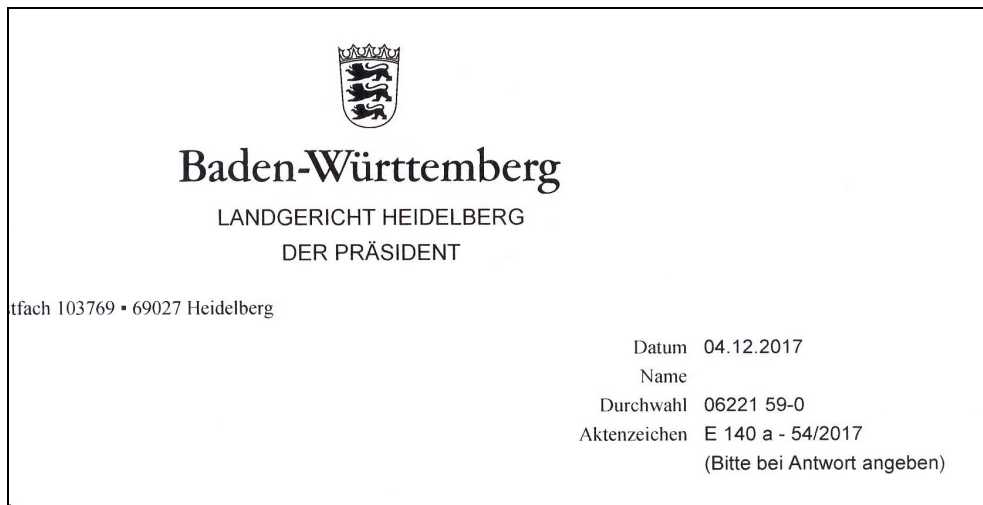 Baden-Württemberg
LANDGERICHT HEIDELBERG
DER PRÄSIDENT
tfach 103769 ▪ 69027 Heidelberg
Datum 04.12.2017
Name
Durchwahl 06221 59-0
Aktenzeichen E 140 a - 54/2017
(Bitte bei Antwort angeben)